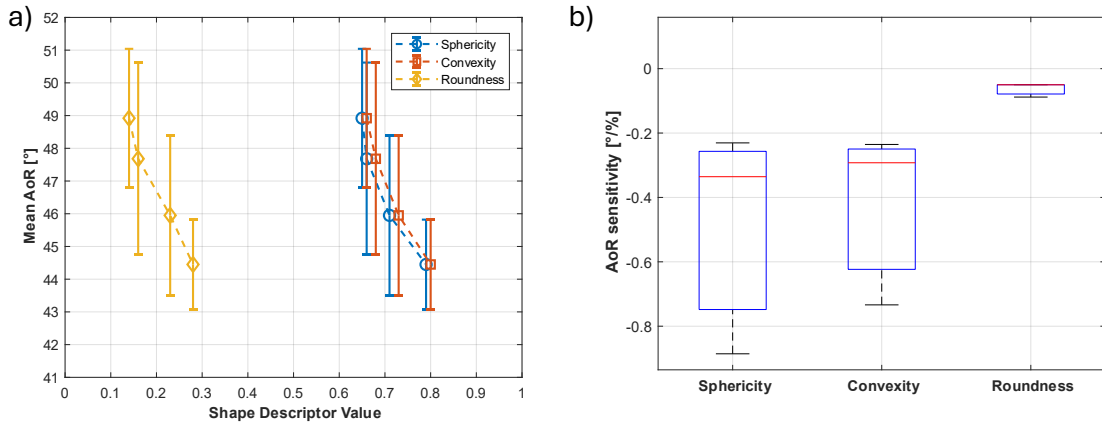 a)
52
51
50
49
48
47
46
45
44
43
42
41
Mean AoR [°]
0 0.1 0.2 0.3 0.4 0.5 0.6 0.7 0.8 0.9 1
Shape Descriptor Value
Sphericity
Convexity
Roundness
b)
0
-0.2
-0.4
-0.6
-0.8
AoR sensitivity [°/%]
Sphericity Convexity Roundness